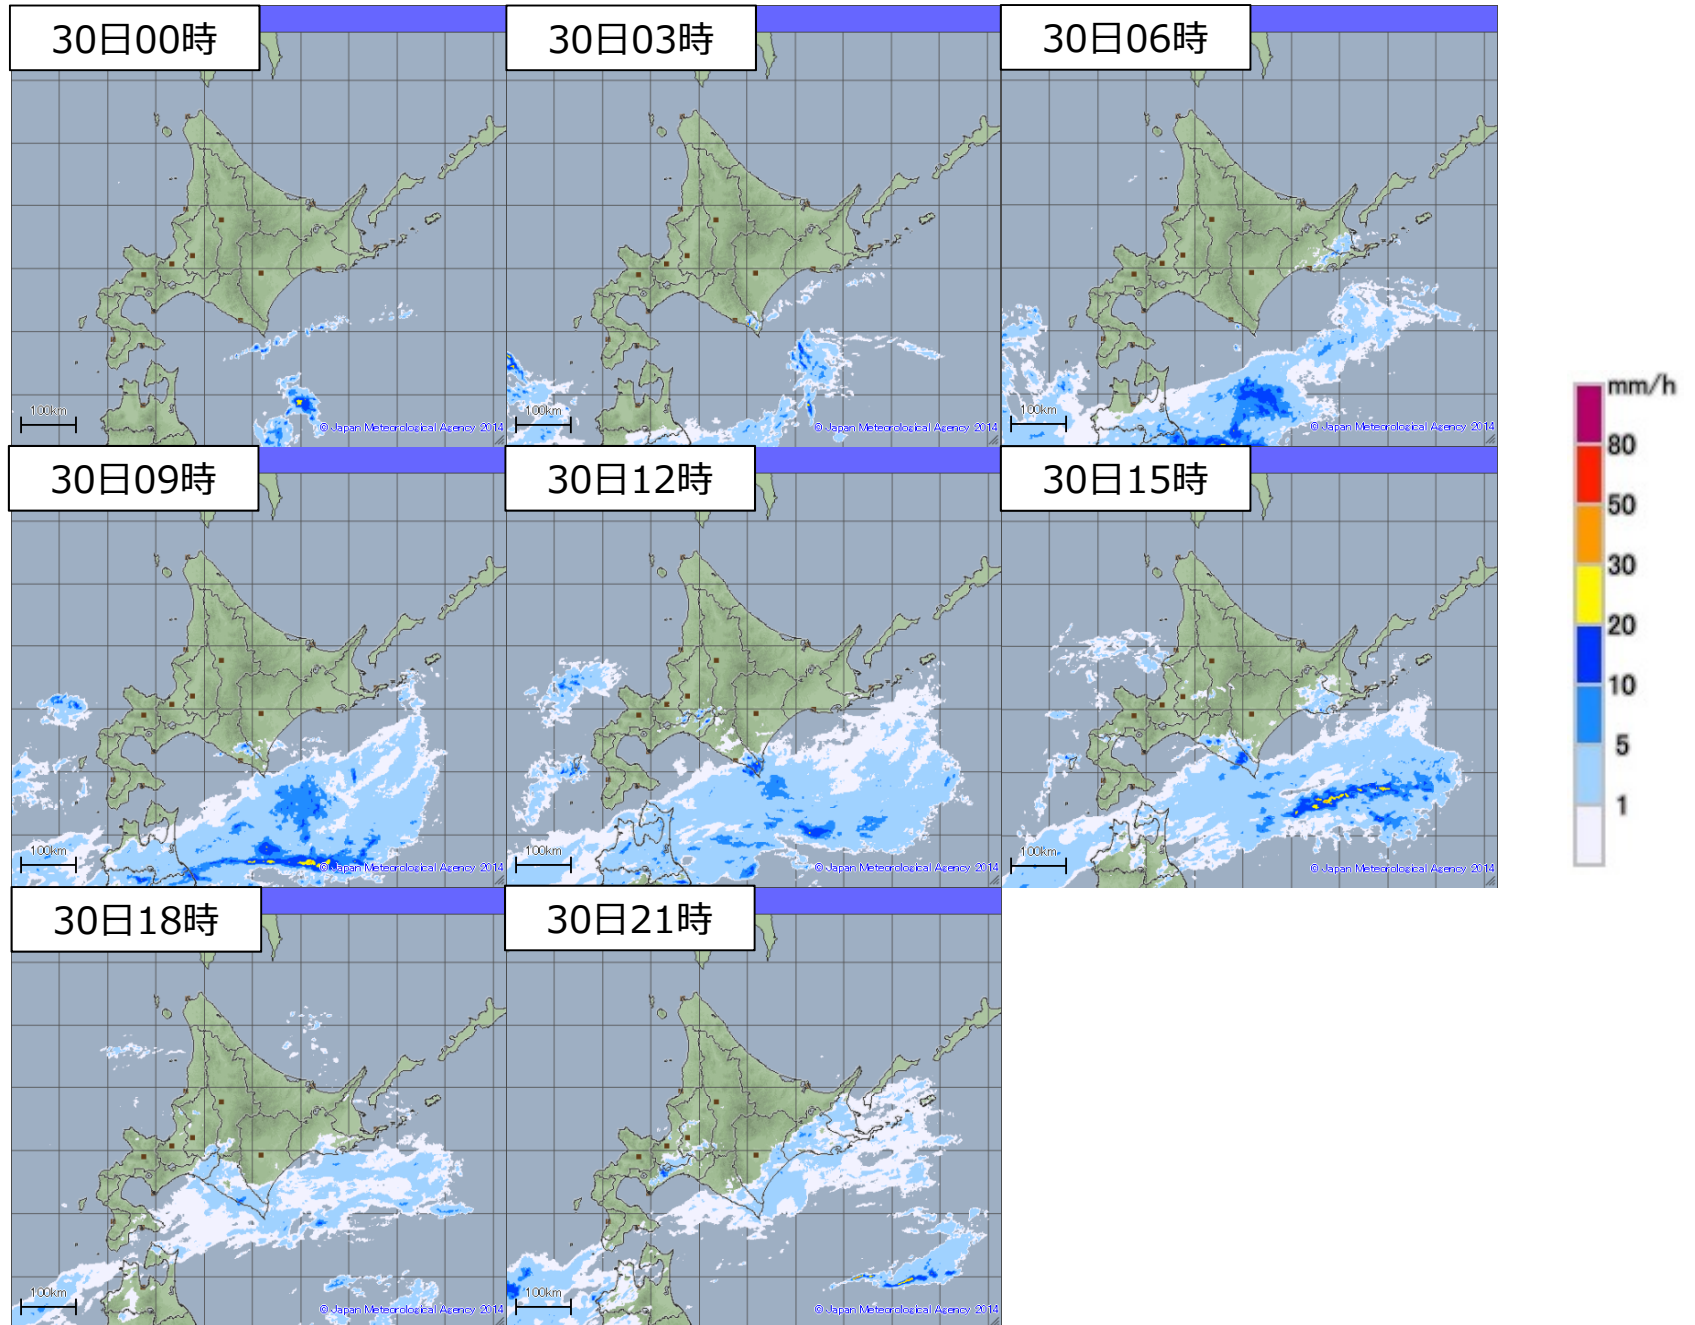 30日00時
30日03時
30日06時
100km
© Japan Meteorological Agency 2014
100km
© Japan Meteorological Agency 2014
100km
© Japan Meteorological Agency 2014
30日09時
30日12時
30日15時
100km
© Japan Meteorological Agency 2014
100km
© Japan Meteorological Agency 2014
100km
© Japan Meteorological Agency 2014
30日18時
30日21時
100km
© Japan Meteorological Agency 2014
100km
© Japan Meteorological Agency 2014
mm/h
80
50
30
20
10
5
1